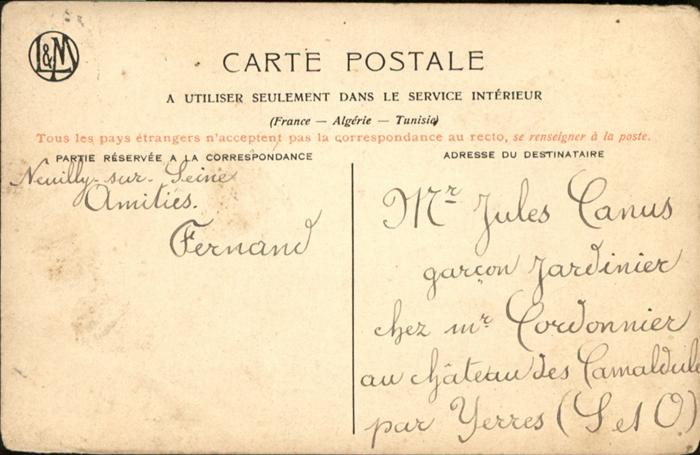 L&M
CARTE POSTALE
A UTILISER SEULEMENT DANS LE SERVICE INTÉRIEUR
(France — Algérie — Tunisie)
Tous les pays étrangers n'acceptent pas la correspondance au recto, se renseigner à la poste.
PARTIE RÉSERVÉE A LA CORRESPONDANCE
Neuilly-sur-Seine
Amitiés.
Fernand
ADRESSE DU DESTINATAIRE
Mr Jules Canus
garçon Jardinier
chez mr Cordonnier
au château des Camaldule
par Yerres (S et O)